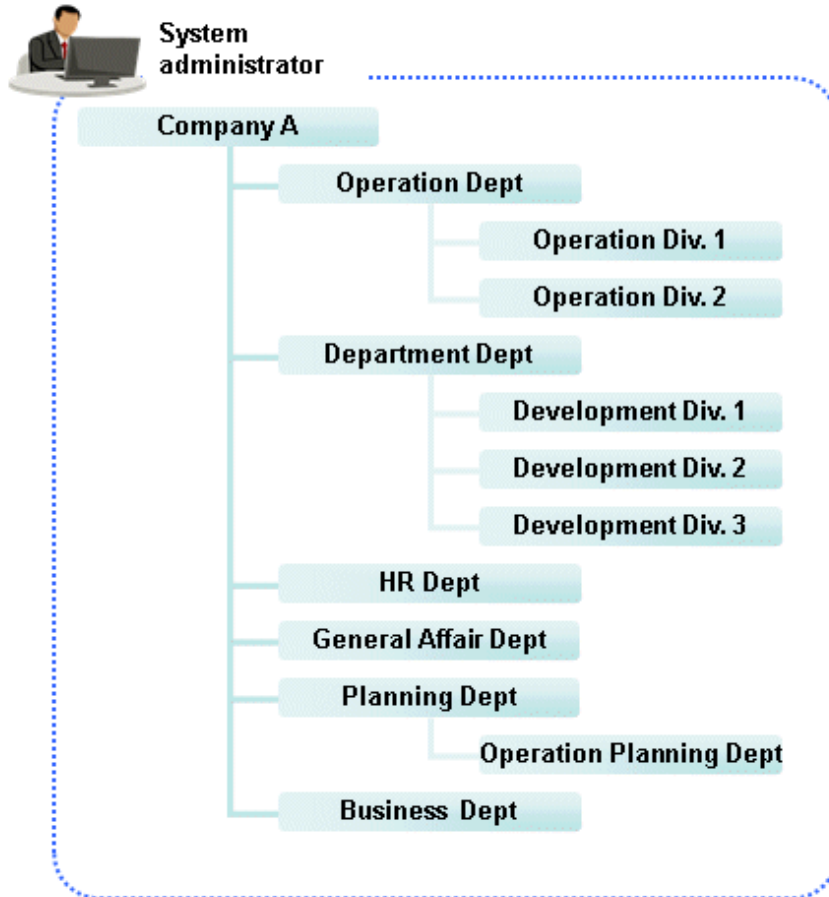 System
administrator
Company A
Operation Dept
Operation Div. 1
Operation Div. 2
Department Dept
Development Div. 1
Development Div. 2
Development Div. 3
HR Dept
General Affair Dept
Planning Dept
Operation Planning Dept
Business Dept